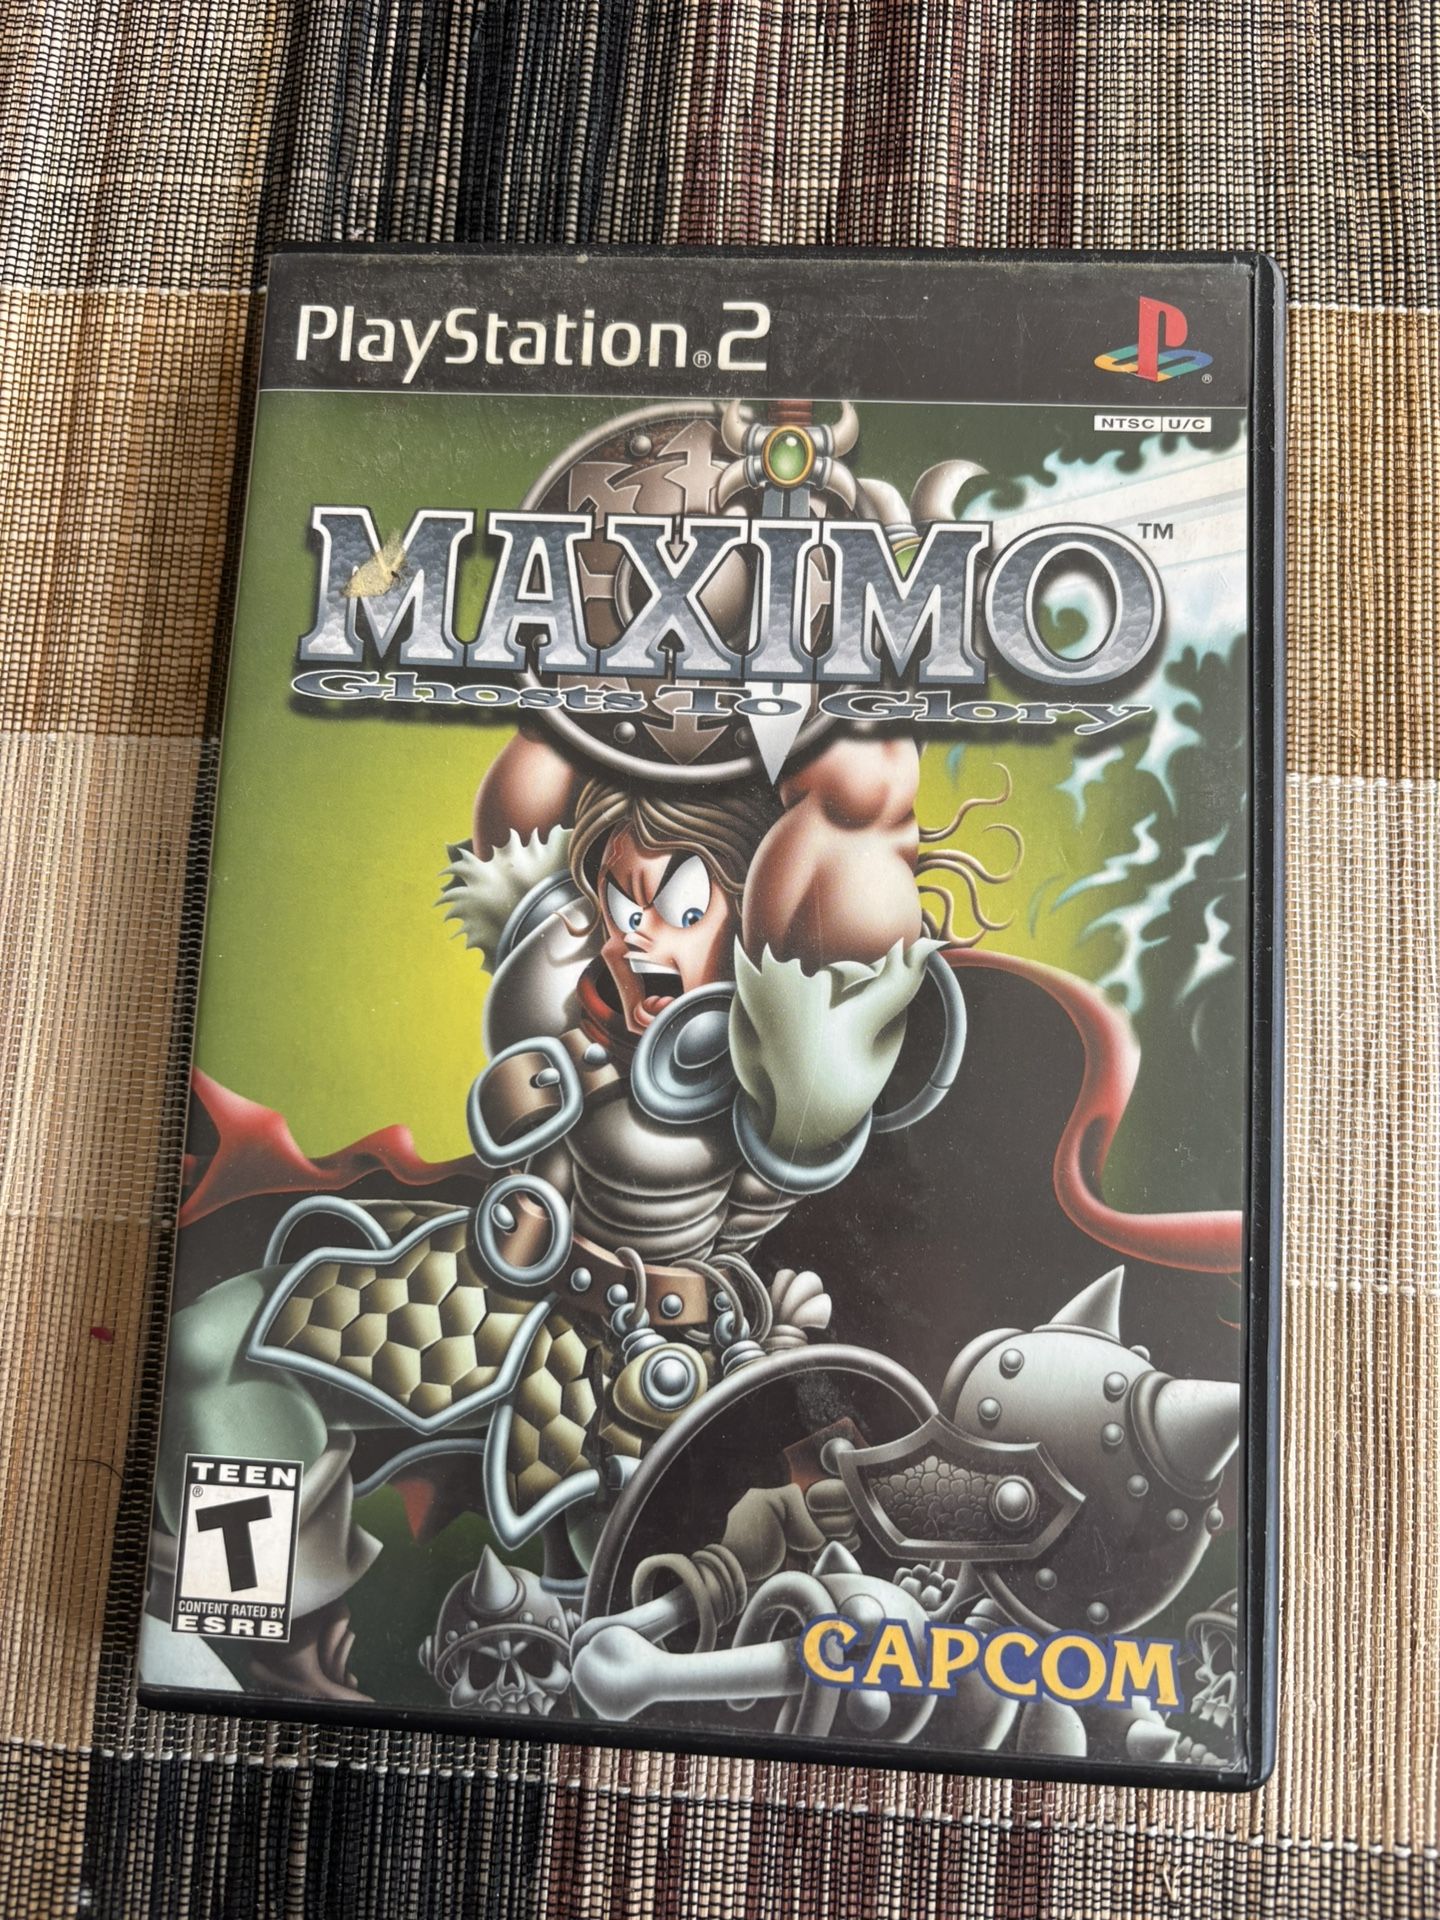 PlayStation®2
NTSC U/C
MAXIMO™
Ghosts To Glory
TEEN
T
®
CONTENT RATED BY
ESRB
CAPCOM